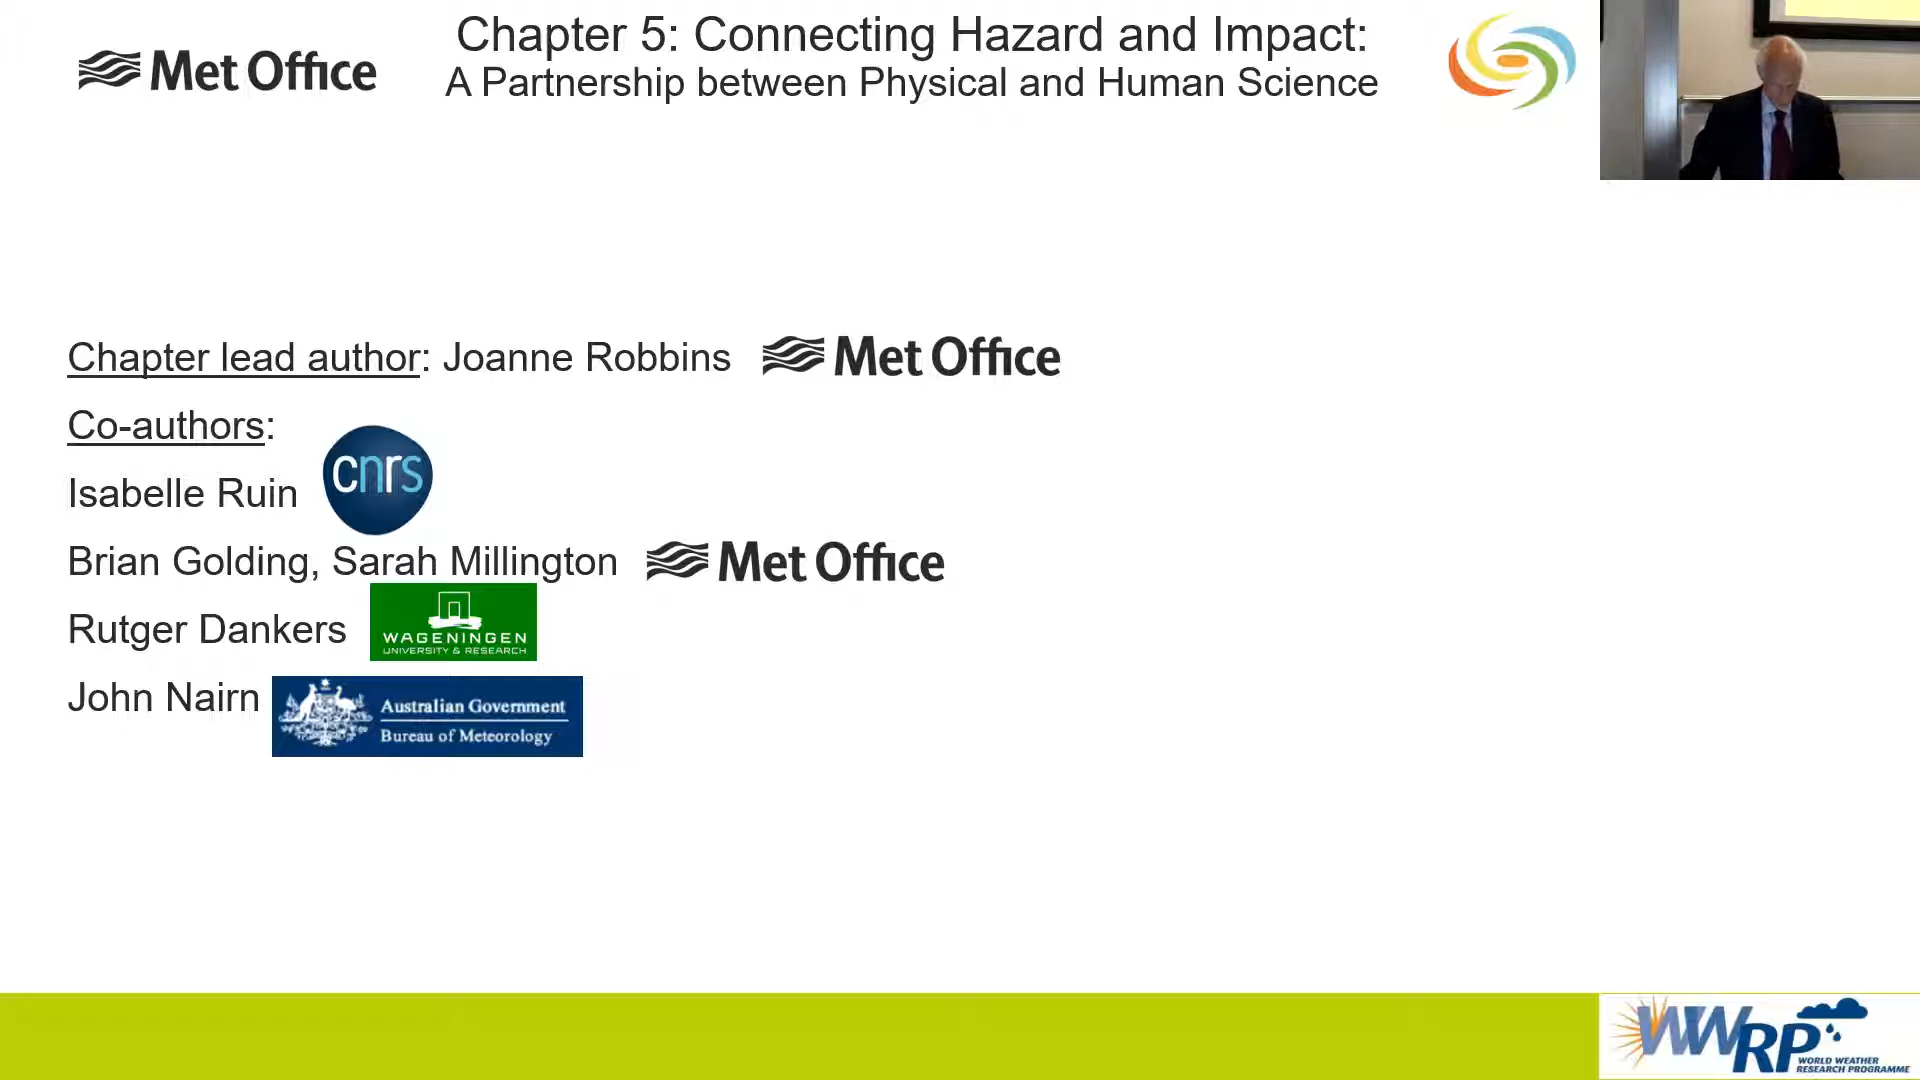 Met Office
Chapter 5: Connecting Hazard and Impact:
A Partnership between Physical and Human Science
Chapter lead author: Joanne Robbins Met Office
Co-authors:
Isabelle Ruin cnrs
Brian Golding, Sarah Millington Met Office
Rutger Dankers
WAGENINGEN
UNIVERSITY & RESEARCH
John Nairn
Australian Government
Bureau of Meteorology
WWRP
WORLD WEATHER
RESEARCH PROGRAMME